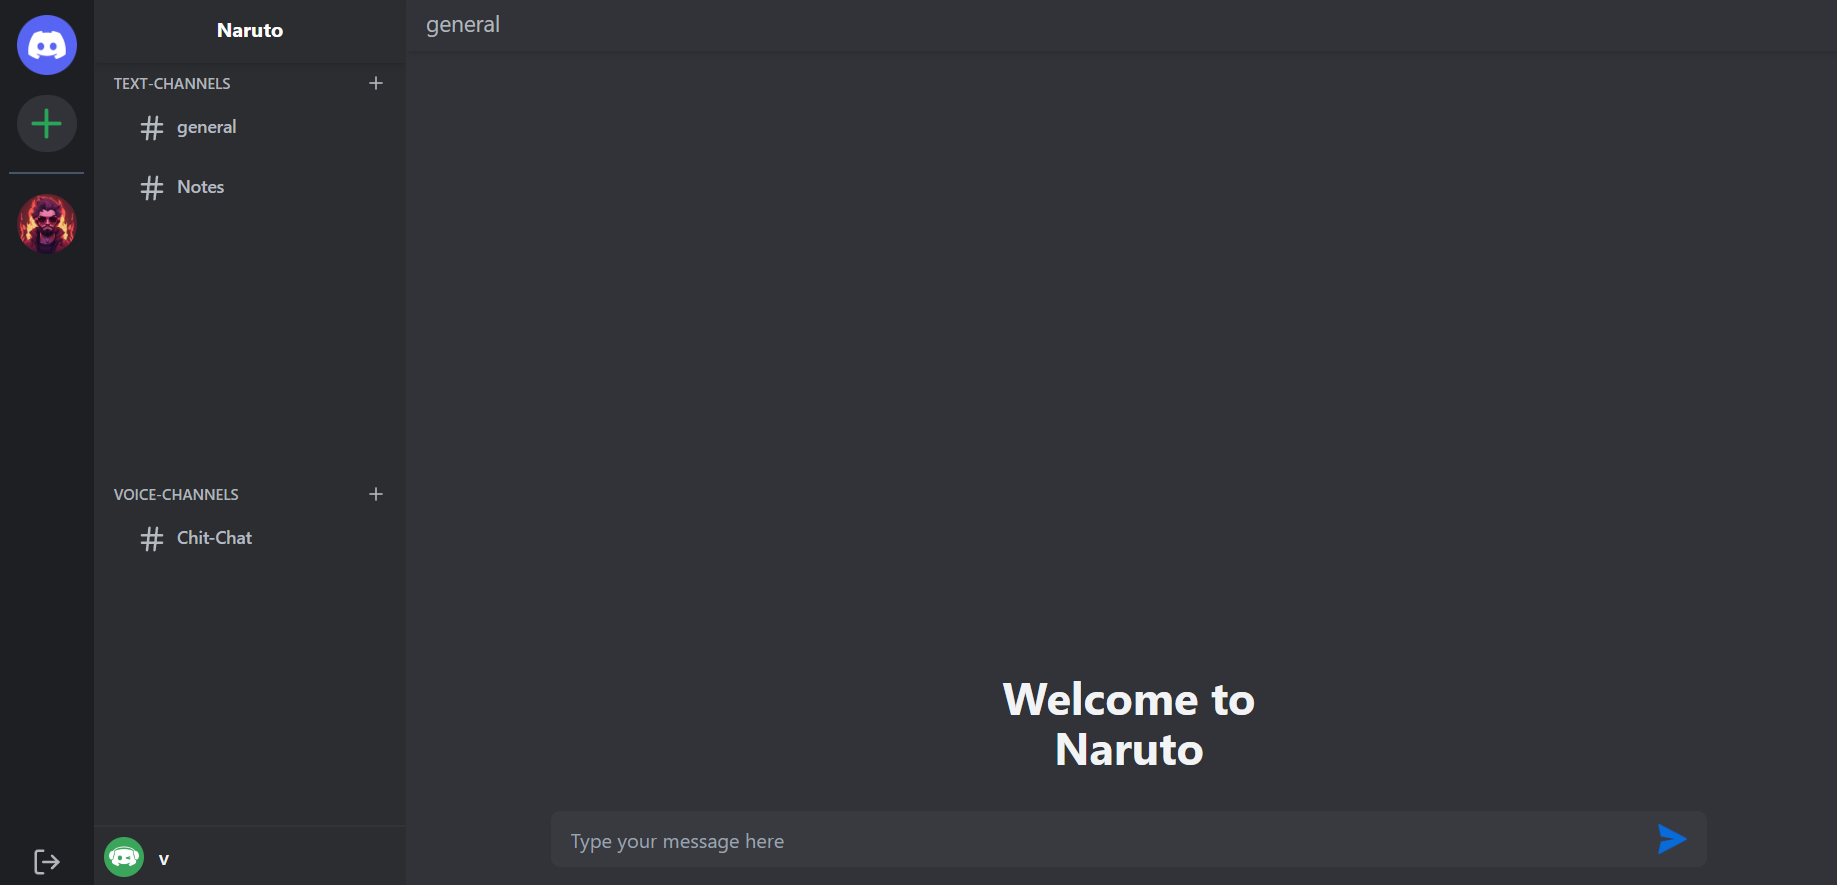 Naruto
TEXT-CHANNELS
general
Notes
VOICE-CHANNELS
Chit-Chat
v
general
Welcome to
Naruto
Type your message here